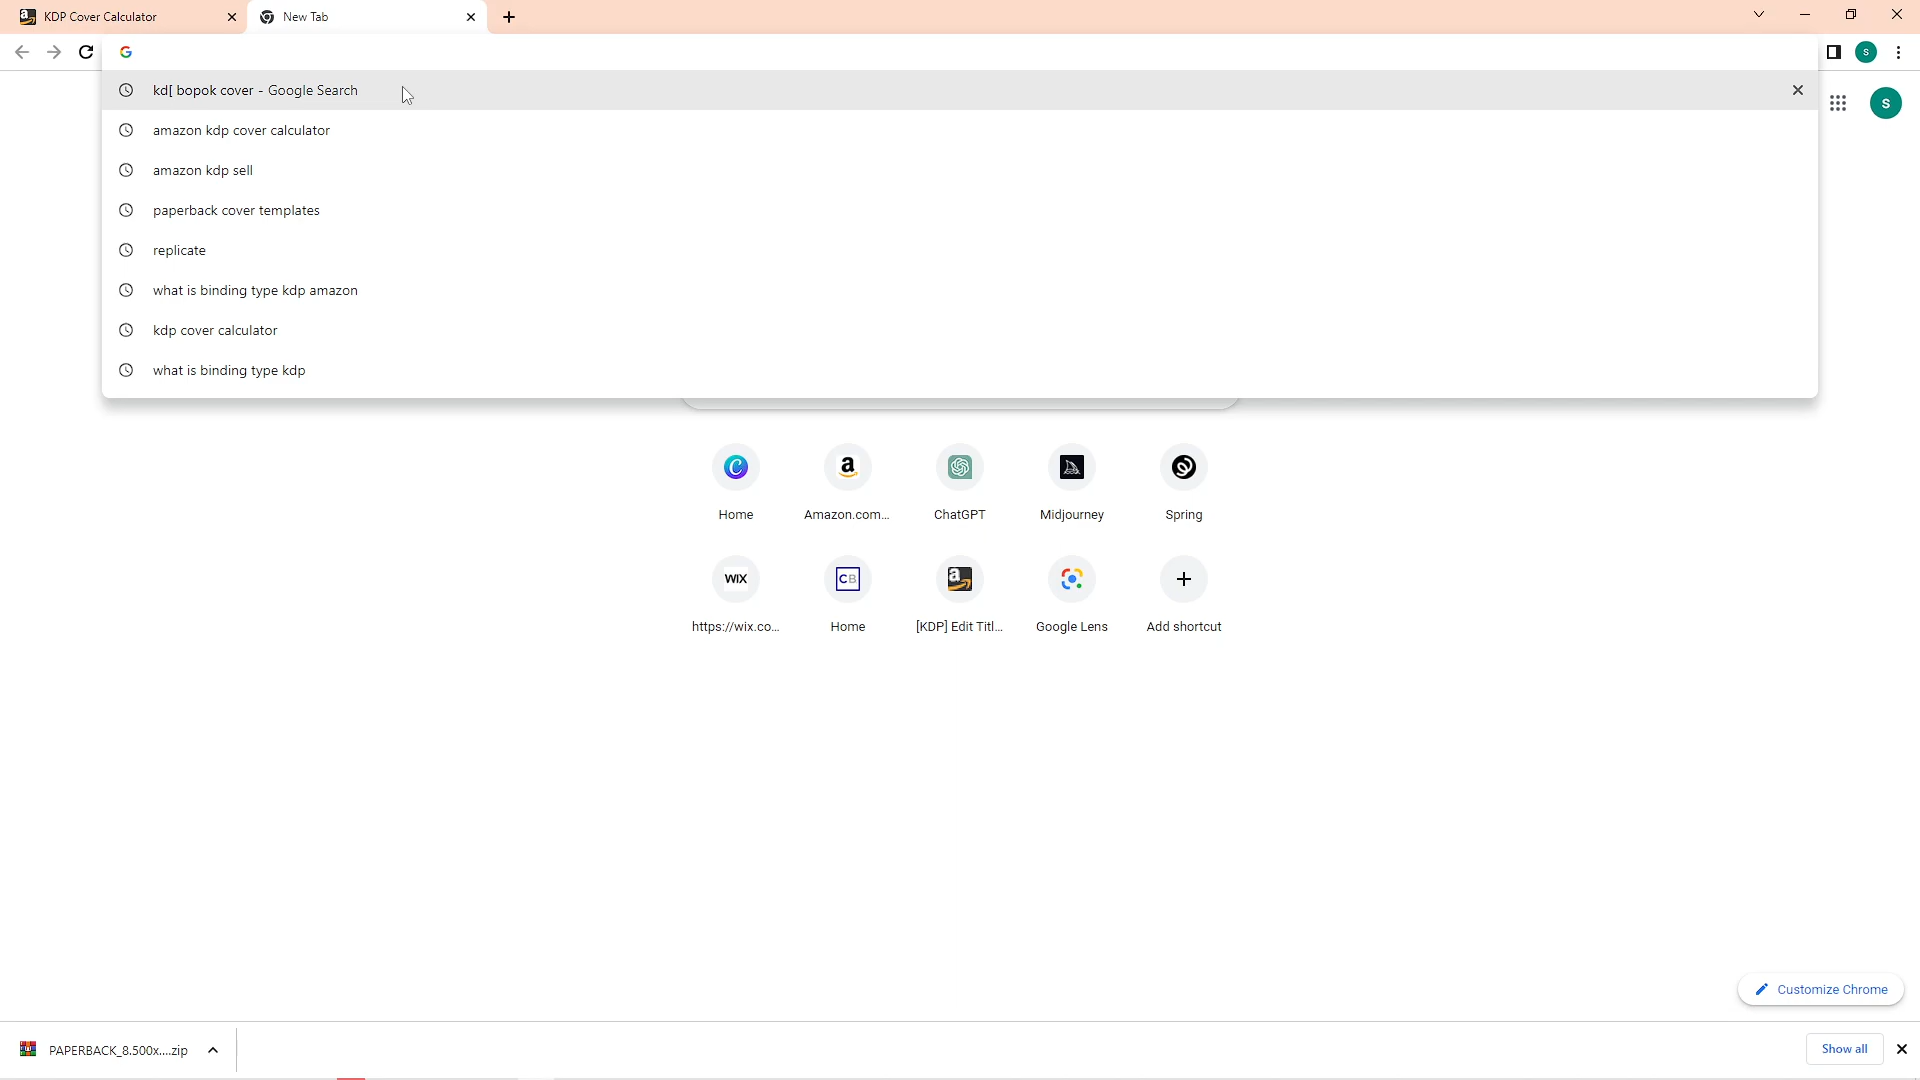 KDP Cover Calculator
New Tab
kd[ bopok cover - Google Search
amazon kdp cover calculator
amazon kdp sell
paperback cover templates
replicate
what is binding type kdp amazon
kdp cover calculator
what is binding type kdp
S
S
Home
Amazon.com...
ChatGPT
Midjourney
Spring
WIX
CB
https://wix.co...
Home
[KDP] Edit Titl...
Google Lens
Add shortcut
Customize Chrome
PAPERBACK_8.500x....zip
Show all